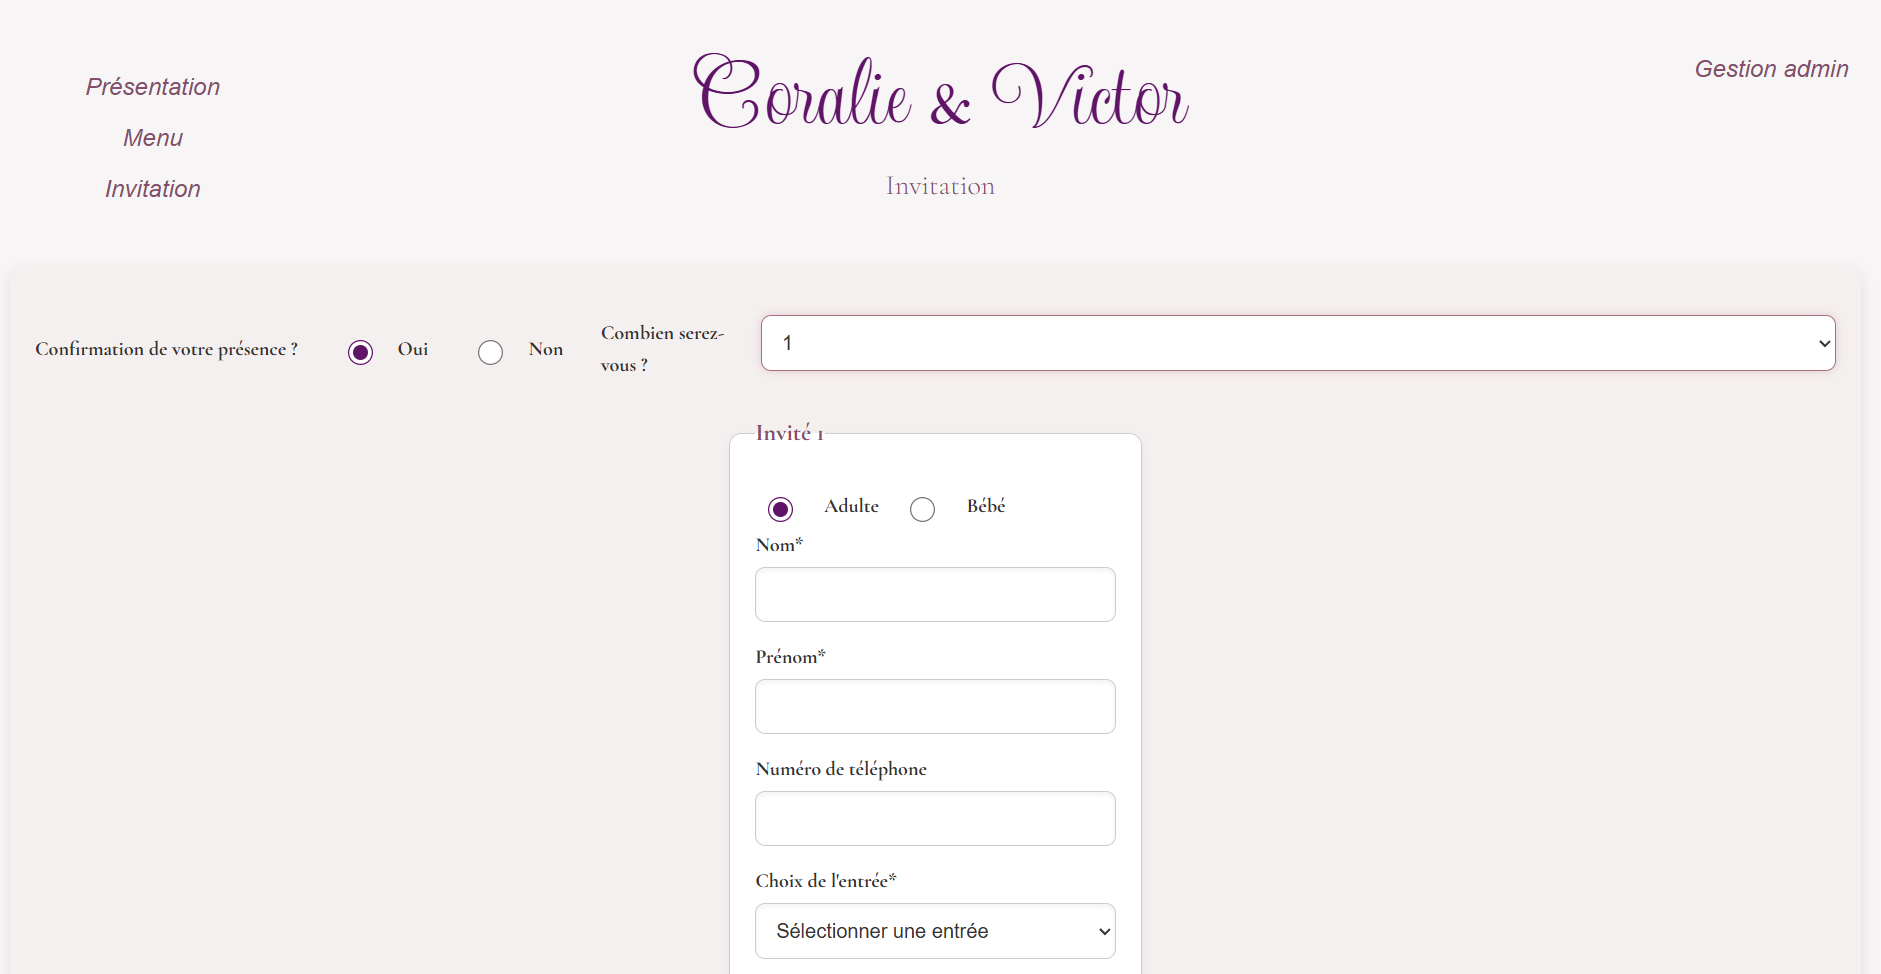 Présentation
Menu
Invitation
Coralie & Victor
Invitation
Gestion admin
Confirmation de votre présence ?
Oui
Non
Combien serez-
vous ?
1
Invité 1
Adulte
Bébé
Nom*
Prénom*
Numéro de téléphone
Choix de l'entrée*
Sélectionner une entrée